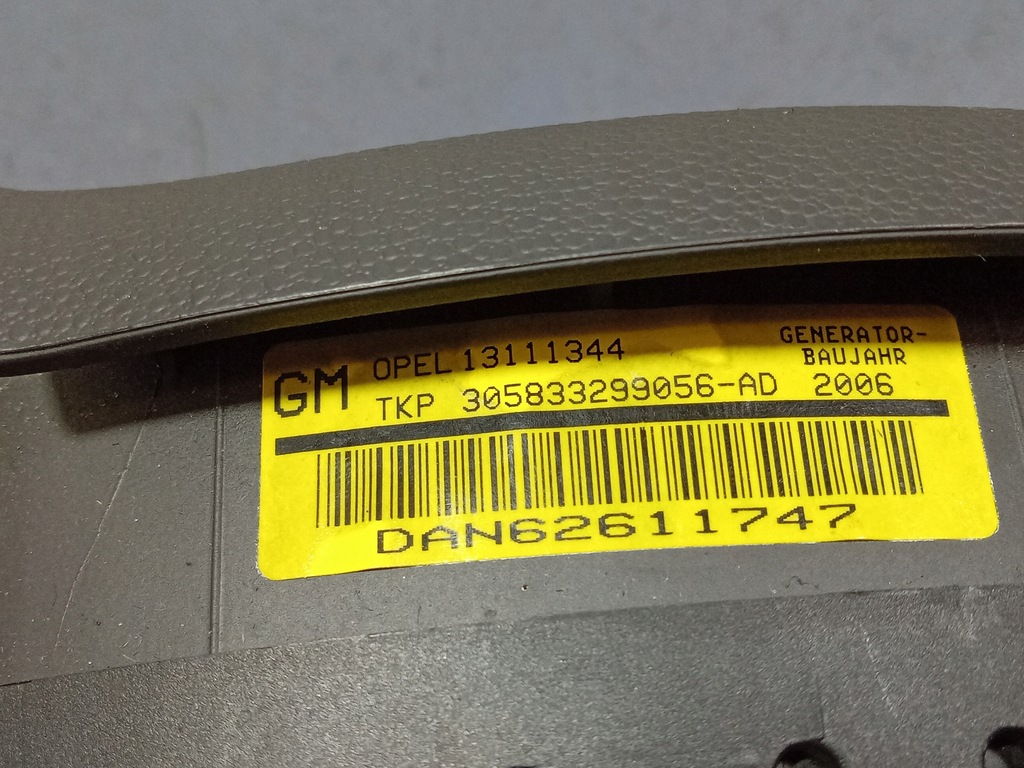 GM OPEL 13111344
TKP 305833299056-AD
GENERATOR-
BAUJAHR
2006
DAN62611747